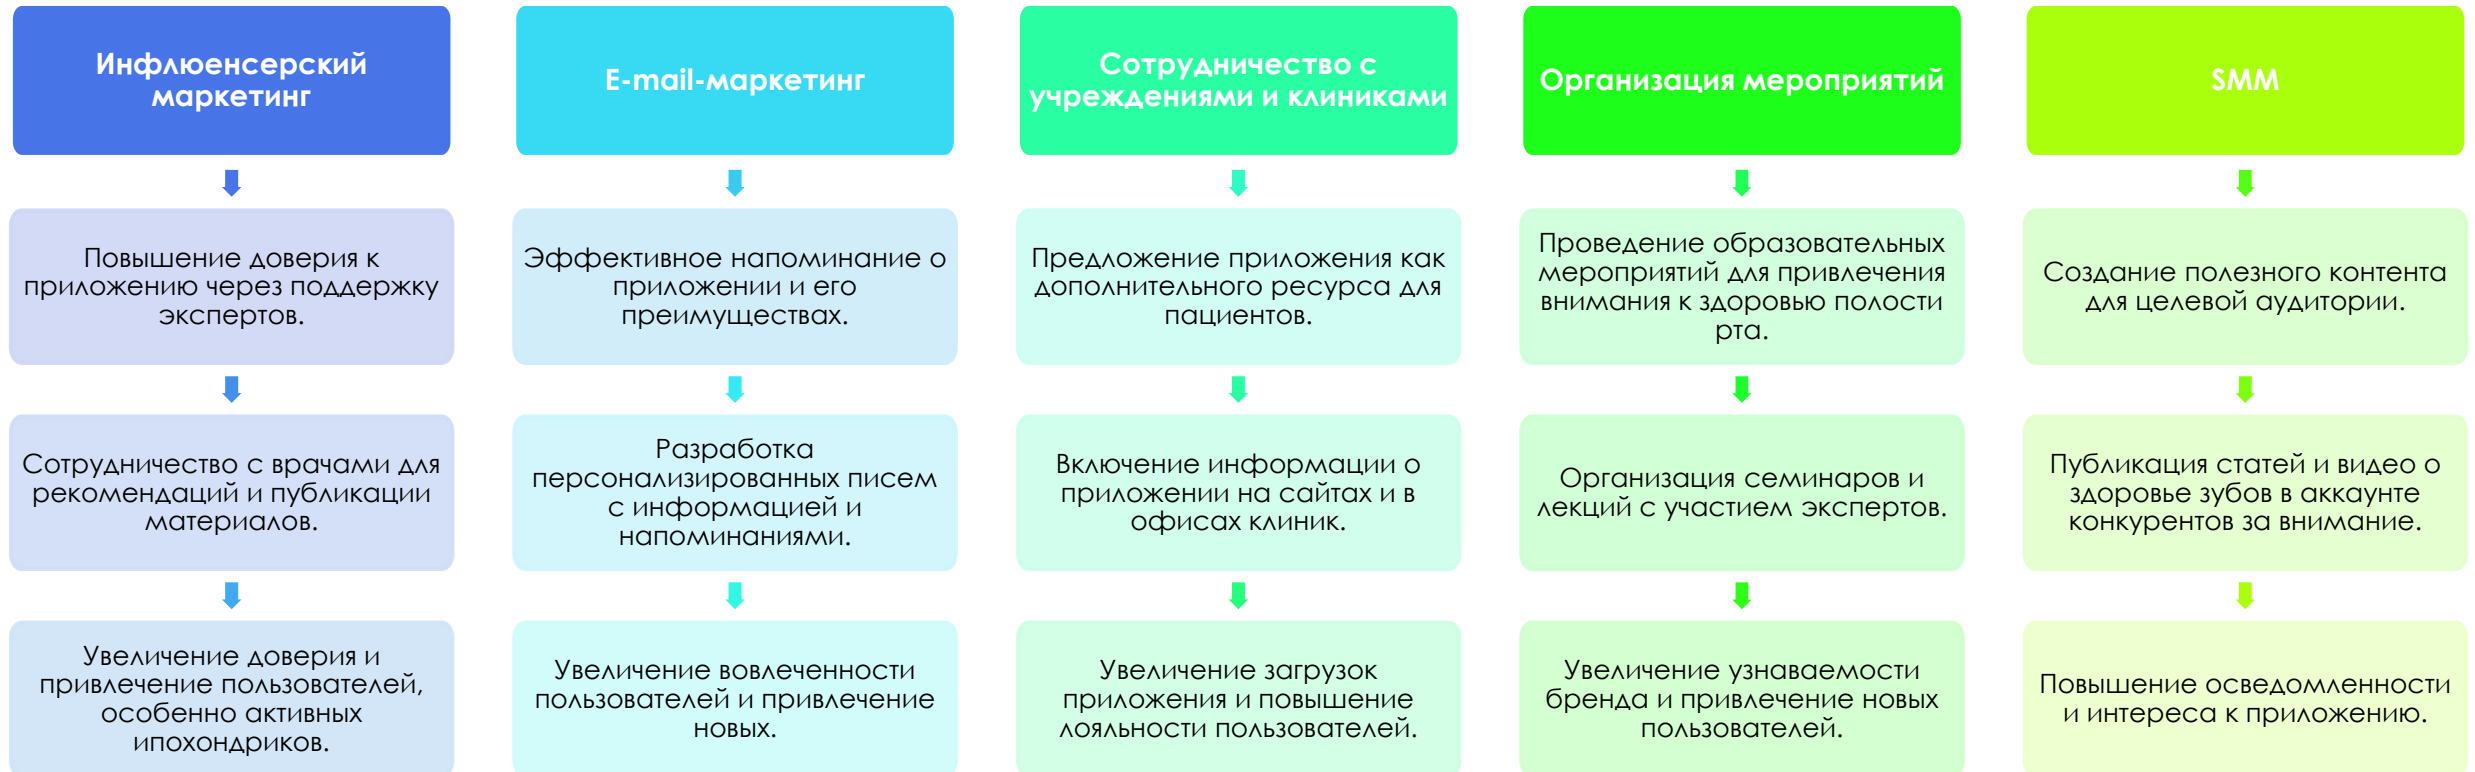 Инфлюенсерский
маркетинг
Повышение доверия к
приложению через поддержку
экспертов.
Сотрудничество с врачами для
рекомендаций и публикации
материалов.
Увеличение доверия и
привлечение пользователей,
особенно активных
ипохондриков.
E-mail-маркетинг
Эффективное напоминание о
приложении и его
преимуществах.
Разработка
персонализированных писем
с информацией и
напоминаниями.
Увеличение вовлеченности
пользователей и привлечение
новых.
Сотрудничество с
учреждениями и клиниками
Предложение приложения как
дополнительного ресурса для
пациентов.
Включение информации о
приложении на сайтах и в
офисах клиник.
Увеличение загрузок
приложения и повышение
лояльности пользователей.
Организация мероприятий
Проведение образовательных
мероприятий для привлечения
внимания к здоровью полости
рта.
Организация семинаров и
лекций с участием экспертов.
Увеличение узнаваемости
бренда и привлечение новых
пользователей.
SMM
Создание полезного контента
для целевой аудитории.
Публикация статей и видео о
здоровье зубов в аккаунте
конкурентов за внимание.
Повышение осведомленности
и интереса к приложению.